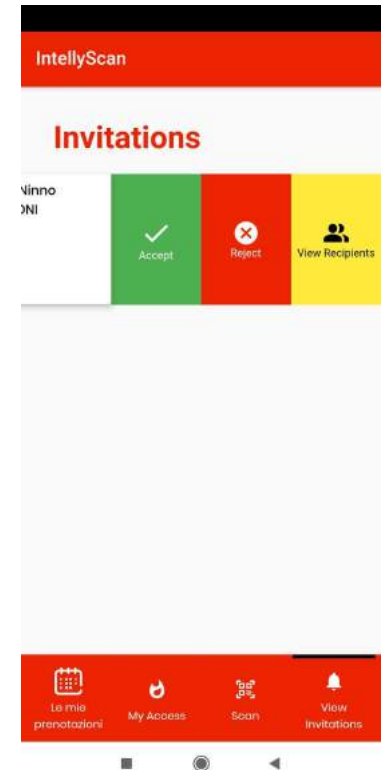 IntellyScan
Invitations
Ninno
ONI
Accept
Reject
View Recipients
Le mie
prenotazioni
My Access
Scan
View
Invitations